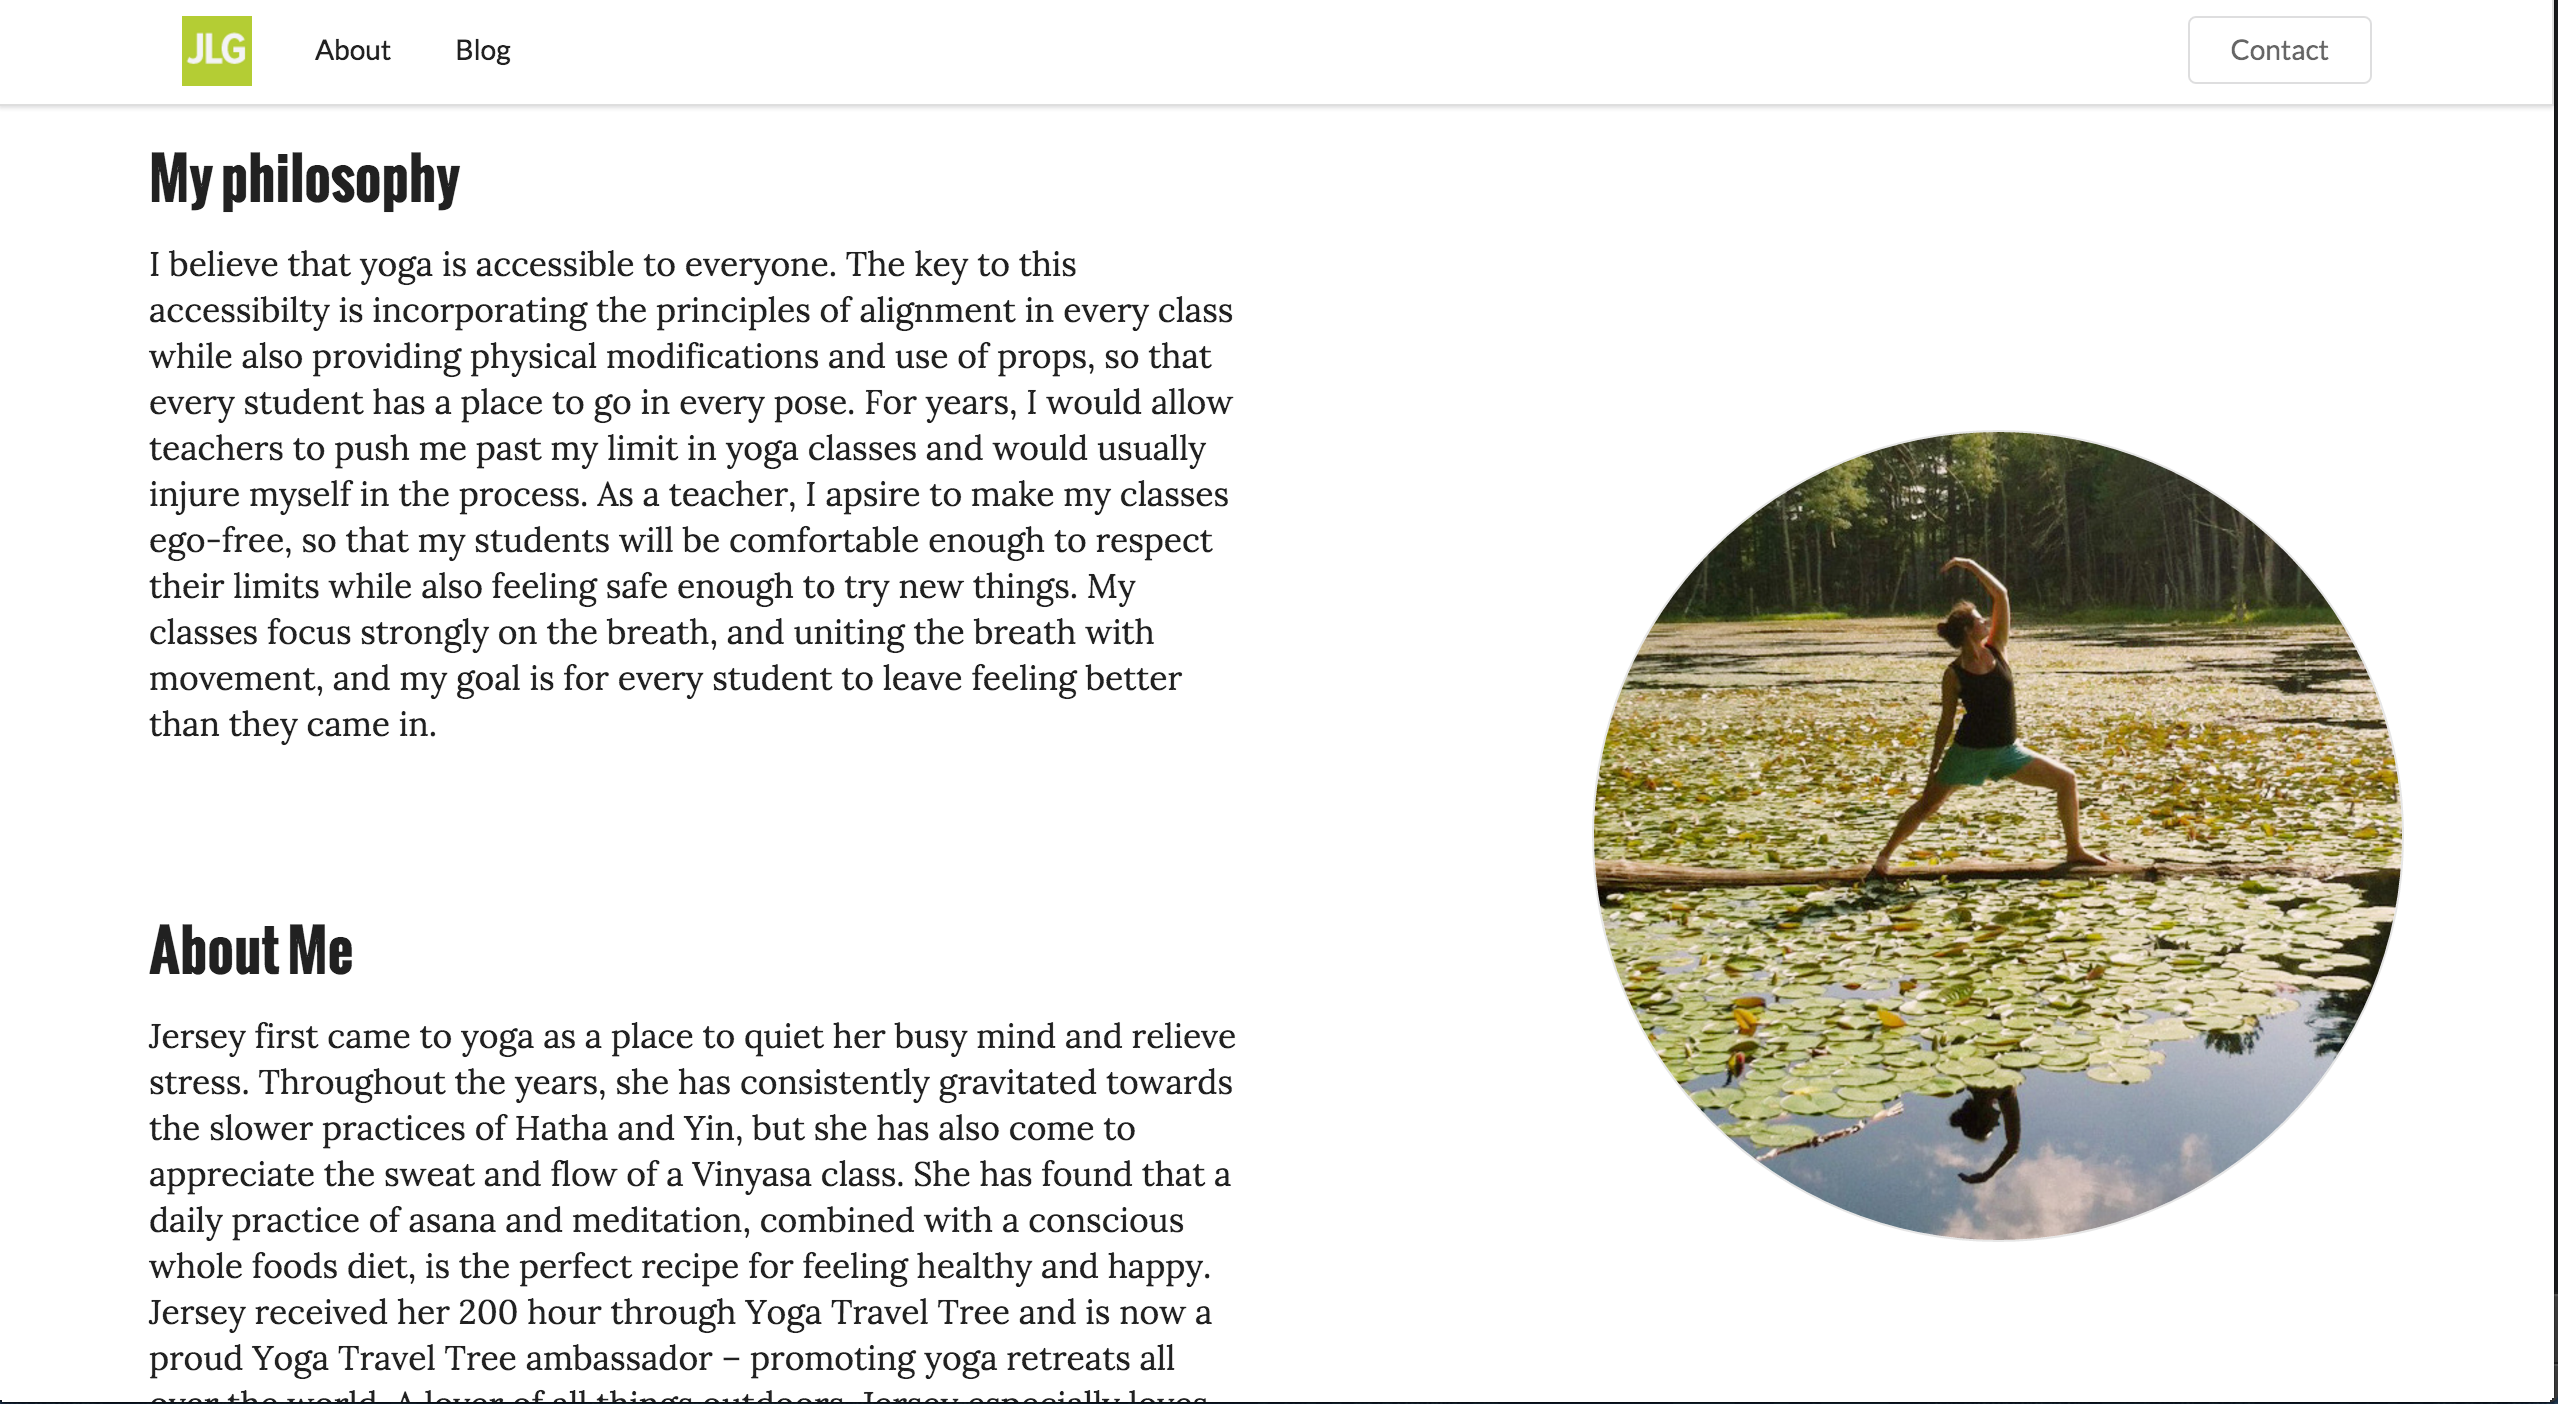 JLG
About
Blog
Contact
My philosophy
I believe that yoga is accessible to everyone. The key to this
accessibilty is incorporating the principles of alignment in every class
while also providing physical modifications and use of props, so that
every student has a place to go in every pose. For years, I would allow
teachers to push me past my limit in yoga classes and would usually
injure myself in the process. As a teacher, I apsire to make my classes
ego-free, so that my students will be comfortable enough to respect
their limits while also feeling safe enough to try new things. My
classes focus strongly on the breath, and uniting the breath with
movement, and my goal is for every student to leave feeling better
than they came in.
About Me
Jersey first came to yoga as a place to quiet her busy mind and relieve
stress. Throughout the years, she has consistently gravitated towards
the slower practices of Hatha and Yin, but she has also come to
appreciate the sweat and flow of a Vinyasa class. She has found that a
daily practice of asana and meditation, combined with a conscious
whole foods diet, is the perfect recipe for feeling healthy and happy.
Jersey received her 200 hour through Yoga Travel Tree and is now a
proud Yoga Travel Tree ambassador – promoting yoga retreats all
over the world. A lover of all things outdoors, Jersey especially loves